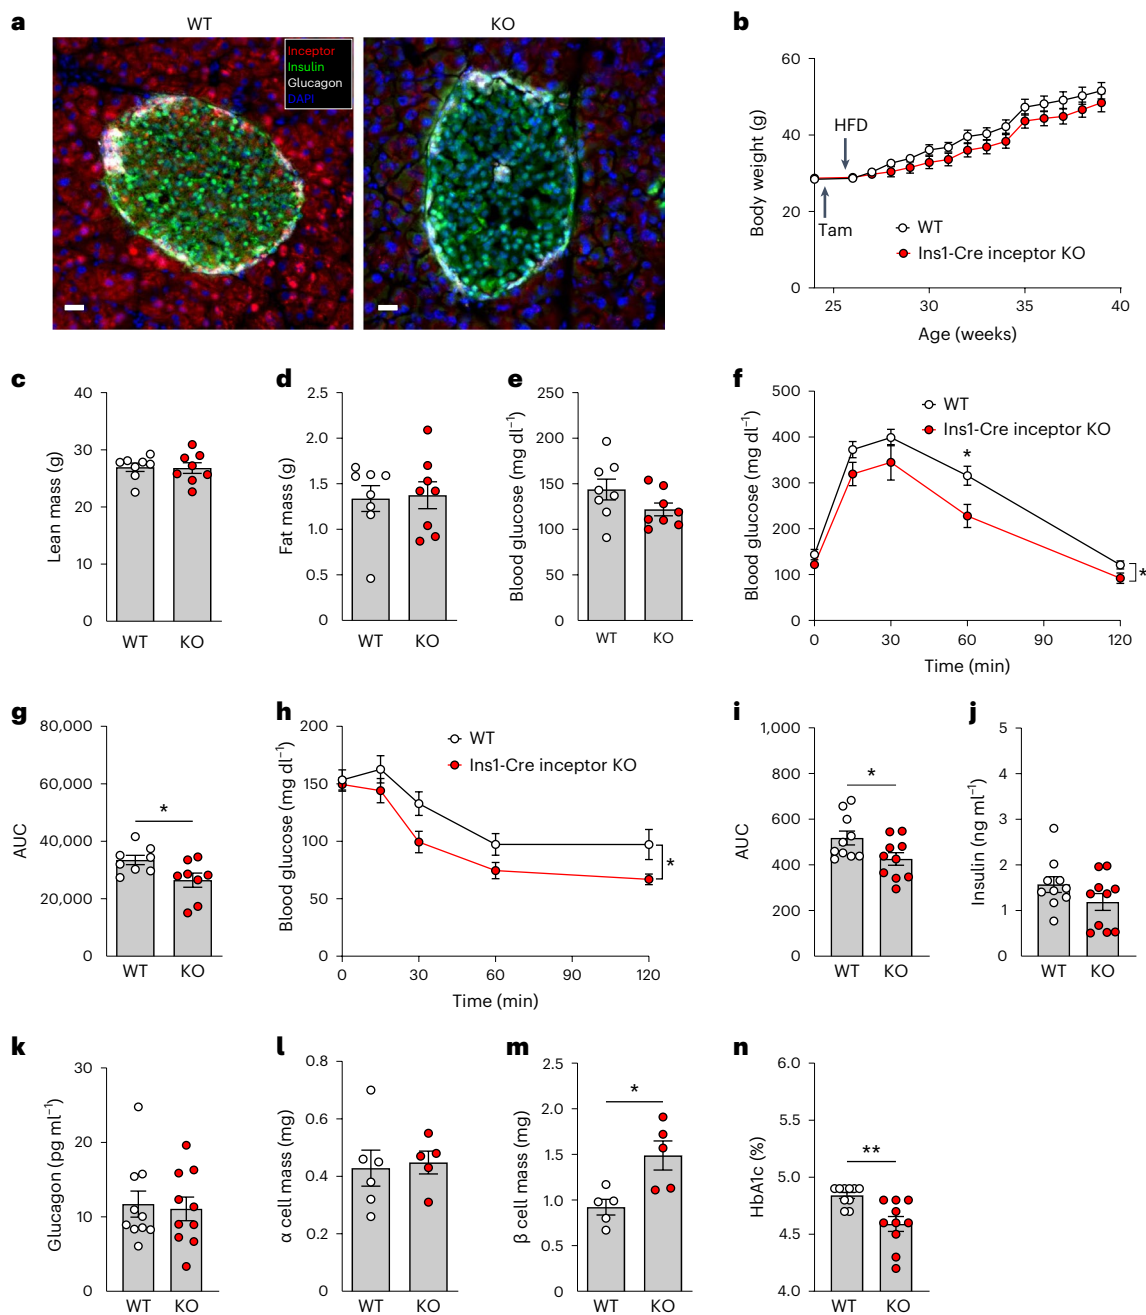 a
WT
KO
Inceptor
Insulin
Glucagon
DAPI
b
Body weight (g)
60
40
20
0
HFD
Tam
WT
Ins1-Cre inceptor KO
25
30
35
40
Age (weeks)
c
Lean mass (g)
40
30
20
10
0
WT
KO
d
Fat mass (g)
2.5
2.0
1.5
1.0
0.5
0
WT
KO
e
Blood glucose (mg dl−1)
250
200
150
100
50
0
WT
KO
f
Blood glucose (mg dl−1)
500
400
300
200
100
0
WT
Ins1-Cre inceptor KO
*
*
0
30
60
90
120
Time (min)
g
AUC
80,000
60,000
40,000
20,000
0
*
WT
KO
h
Blood glucose (mg dl−1)
200
150
100
50
0
WT
Ins1-Cre inceptor KO
*
0
30
60
90
120
Time (min)
i
AUC
1,000
800
600
400
200
0
*
WT
KO
j
Insulin (ng ml−1)
5
4
3
2
1
0
WT
KO
k
Glucagon (pg ml−1)
30
20
10
0
WT
KO
l
α cell mass (mg)
0.8
0.6
0.4
0.2
0
WT
KO
m
β cell mass (mg)
2.5
2.0
1.5
1.0
0.5
0
*
WT
KO
n
HbA1c (%)
6.0
5.5
5.0
4.5
4.0
**
WT
KO